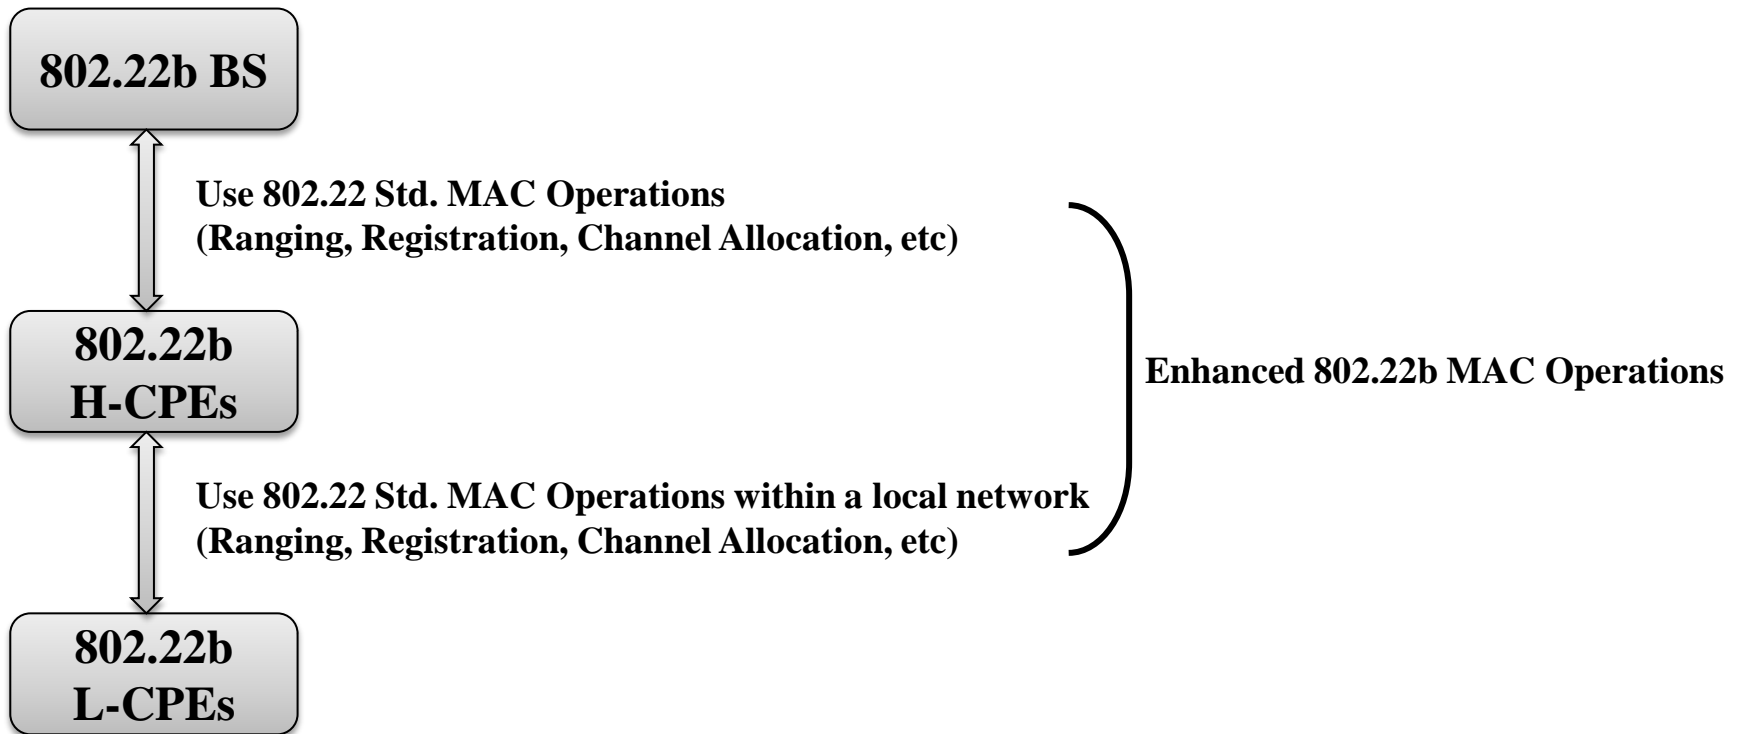 802.22b BS
Use 802.22 Std. MAC Operations
(Ranging, Registration, Channel Allocation, etc)
802.22b
H-CPEs
Enhanced 802.22b MAC Operations
Use 802.22 Std. MAC Operations within a local network
(Ranging, Registration, Channel Allocation, etc)
802.22b
L-CPEs